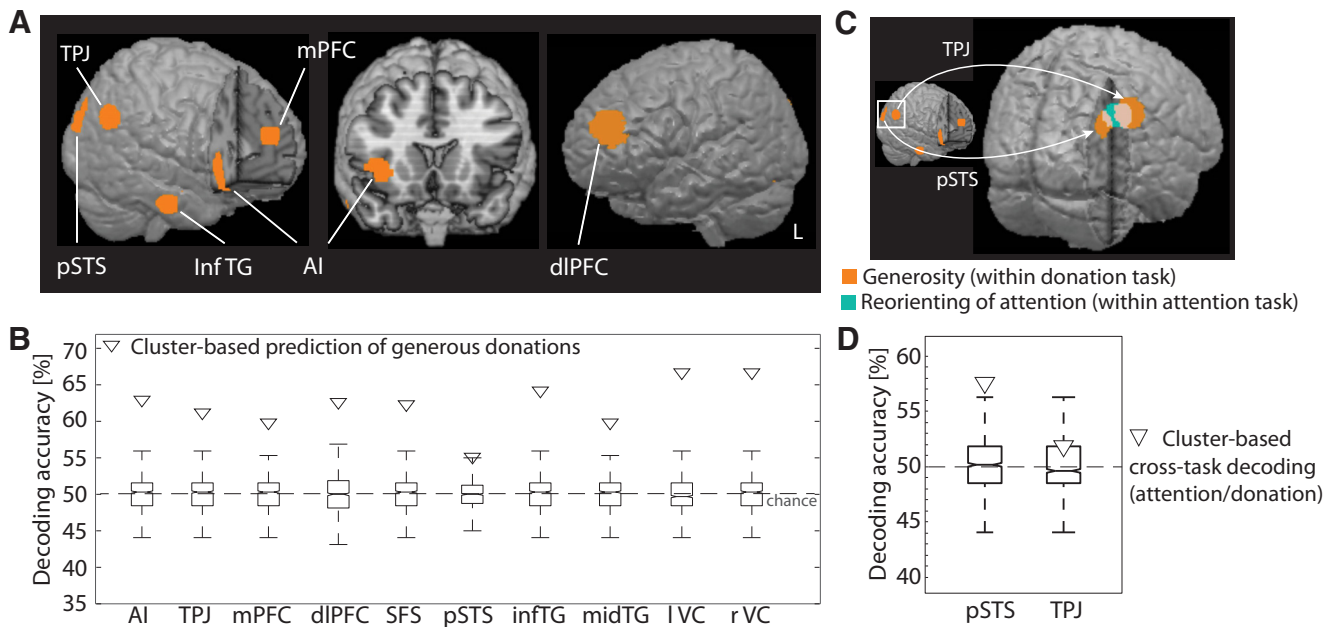 A
TPJ
mPFC
pSTS
Inf TG
AI
dlPFC
L
B
Decoding accuracy [%]
70
65
60
55
50
45
40
35
Cluster-based prediction of generous donations
chance
AI TPJ mPFC dlPFC SFS pSTS infTG midTG l VC r VC
C
TPJ
pSTS
Generosity (within donation task)
Reorienting of attention (within attention task)
D
Decoding accuracy [%]
60
55
50
45
40
pSTS TPJ
Cluster-based
cross-task decoding
(attention/donation)